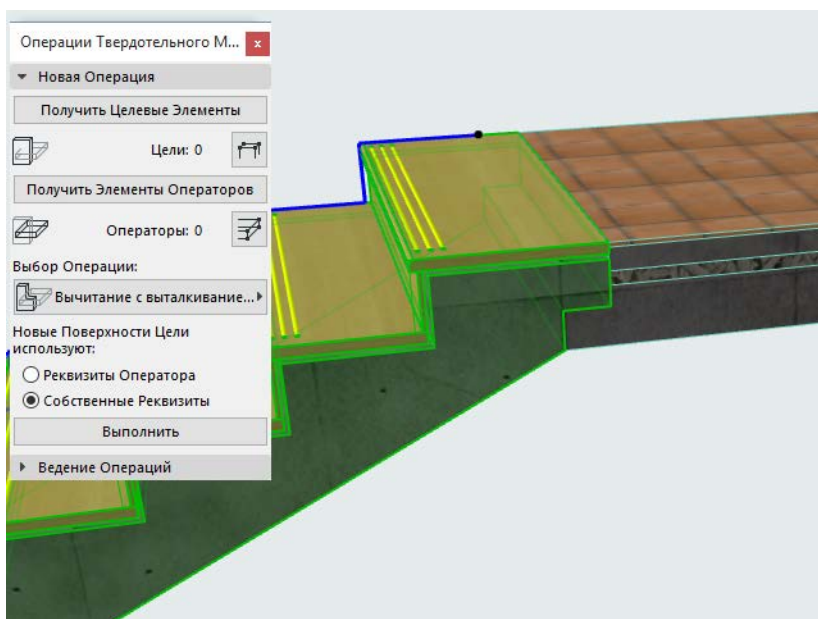 Операции Твердотельного М...
x
Новая Операция
Получить Целевые Элементы
Цели: 0
Получить Элементы Операторов
Операторы: 0
Выбор Операции:
Вычитание с выталкивание...
Новые Поверхности Цели
используют:
Реквизиты Оператора
Собственные Реквизиты
Выполнить
Ведение Операций